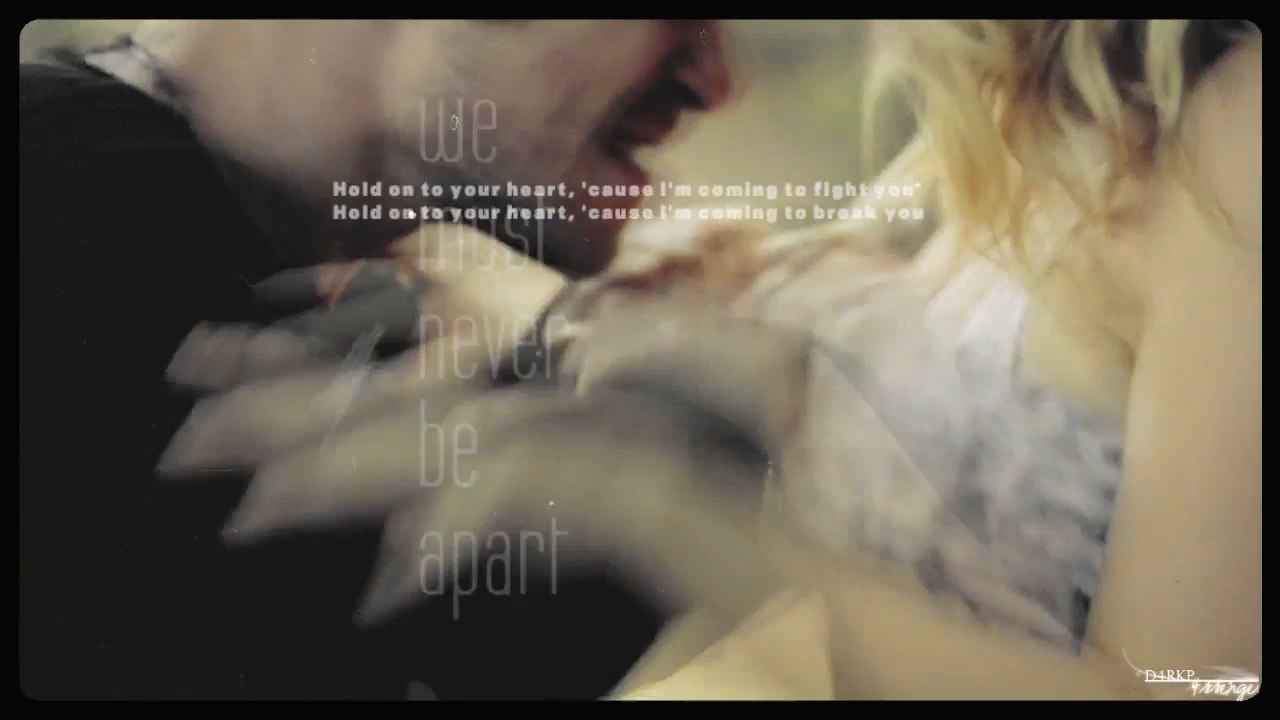 we
Hold on to your heart, 'cause I'm coming to fight you'
Hold on to your heart, 'cause I'm coming to break you
must
never
be
apart
D4RKP